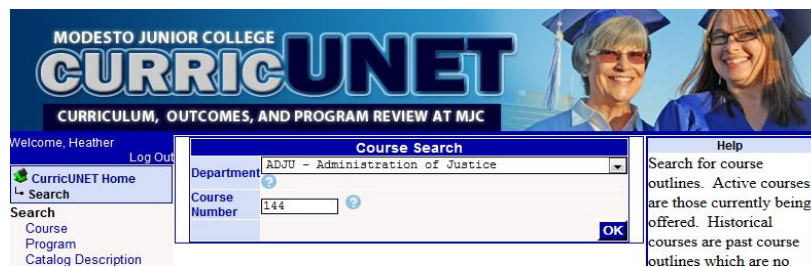 MODESTO JUNIOR COLLEGE
CURRICUNET
CURRICULUM, OUTCOMES, AND PROGRAM REVIEW AT MJC
Welcome, Heather
Log Out
CurricUNET Home
Search
Search
Course
Program
Catalog Description
Course Search
Department
ADJU - Administration of Justice
?
Course
Number
144
?
OK
Help
Search for course
outlines. Active courses
are those currently being
offered. Historical
courses are past course
outlines which are no